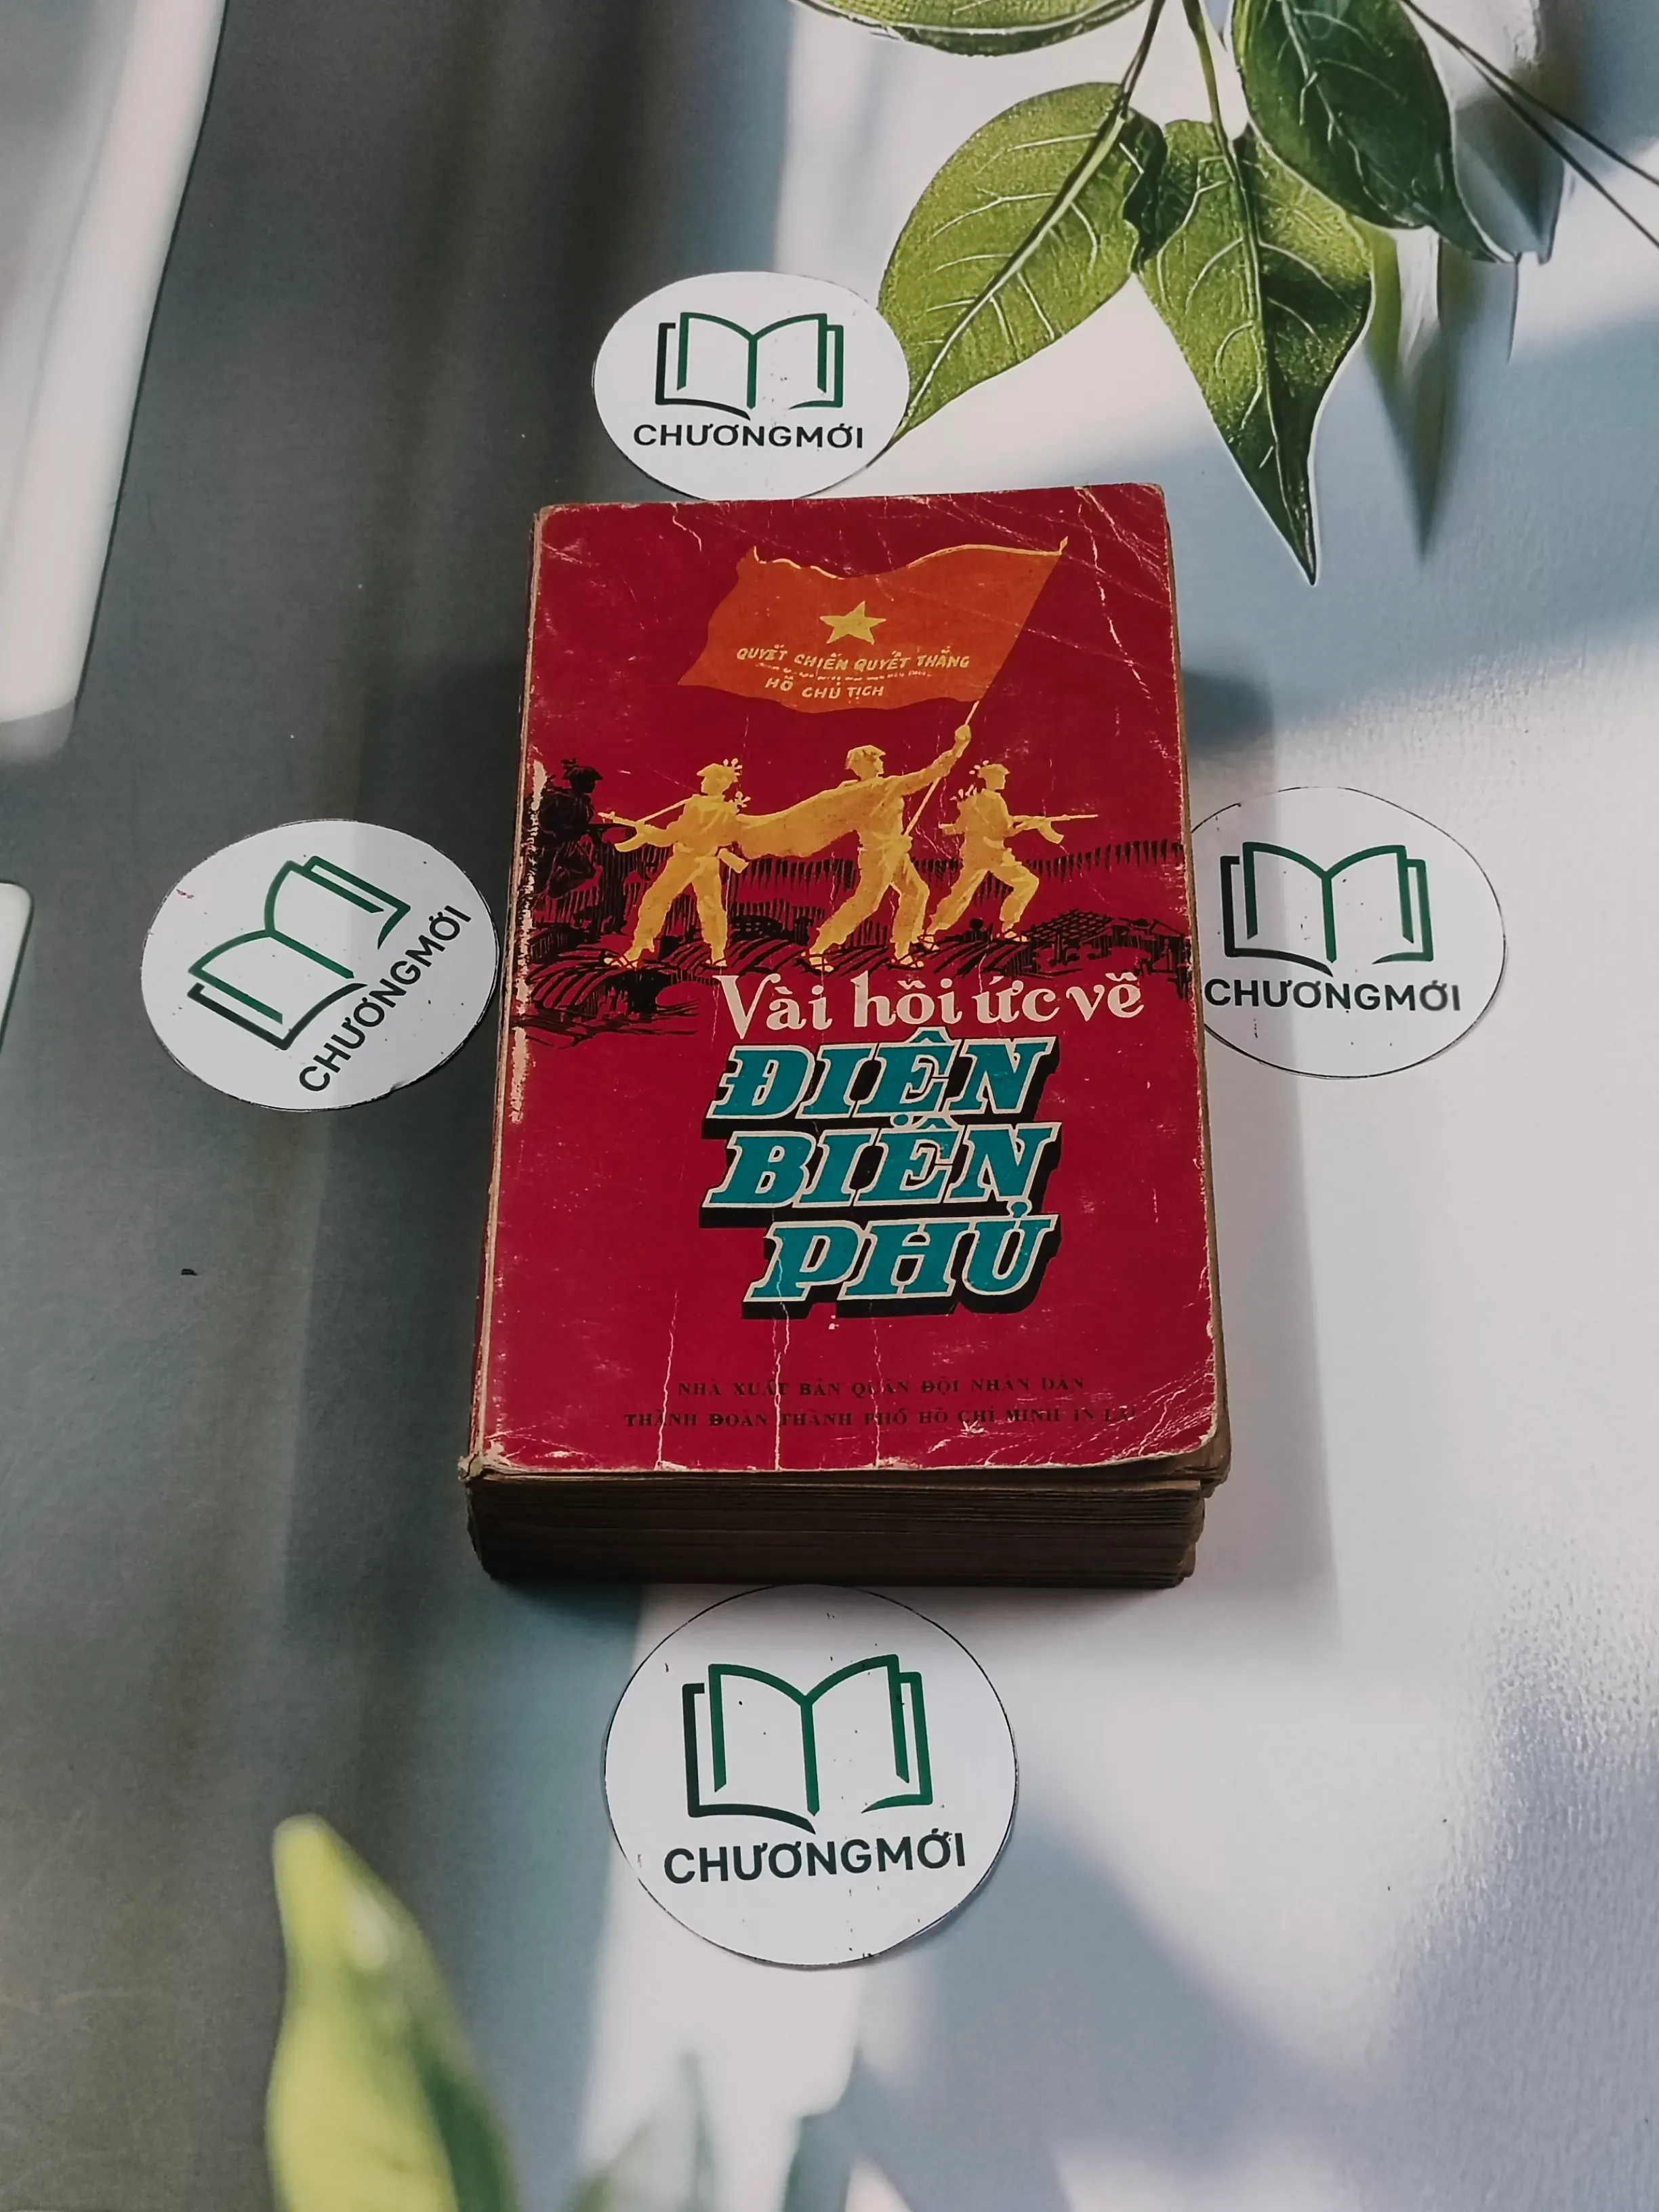 CHƯƠNGMỚI
QUYẾT CHIẾN QUYẾT THẮNG
HỒ CHỦ TỊCH
CHƯƠNGMỚI
CHƯƠNGMỚI
Vài hồi ức về
ĐIỆN
BIÊN
PHỦ
NHÀ XUẤT BẢN QUÂN ĐỘI NHÂN DÂN
THÀNH ĐOÀN THÀNH PHỐ HỒ CHÍ MINH IN LẠI
CHƯƠNGMỚI